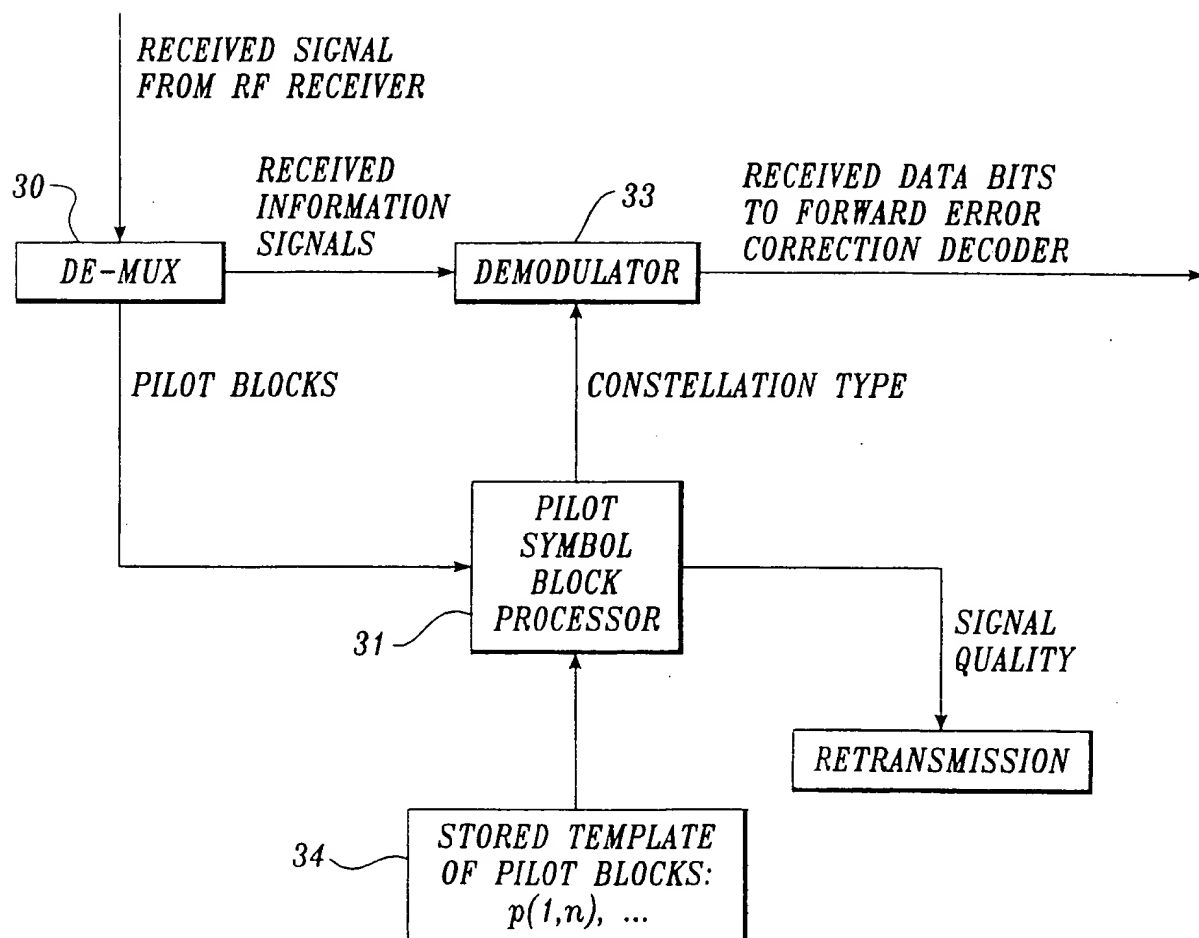 RECEIVED SIGNAL
FROM RF RECEIVER
30
RECEIVED
INFORMATION
SIGNALS
33
RECEIVED DATA BITS
TO FORWARD ERROR
CORRECTION DECODER
DE-MUX
DEMODULATOR
PILOT BLOCKS
CONSTELLATION TYPE
PILOT
SYMBOL
BLOCK
PROCESSOR
31
SIGNAL
QUALITY
RETRANSMISSION
34
STORED TEMPLATE
OF PILOT BLOCKS:
p(1,n), ...